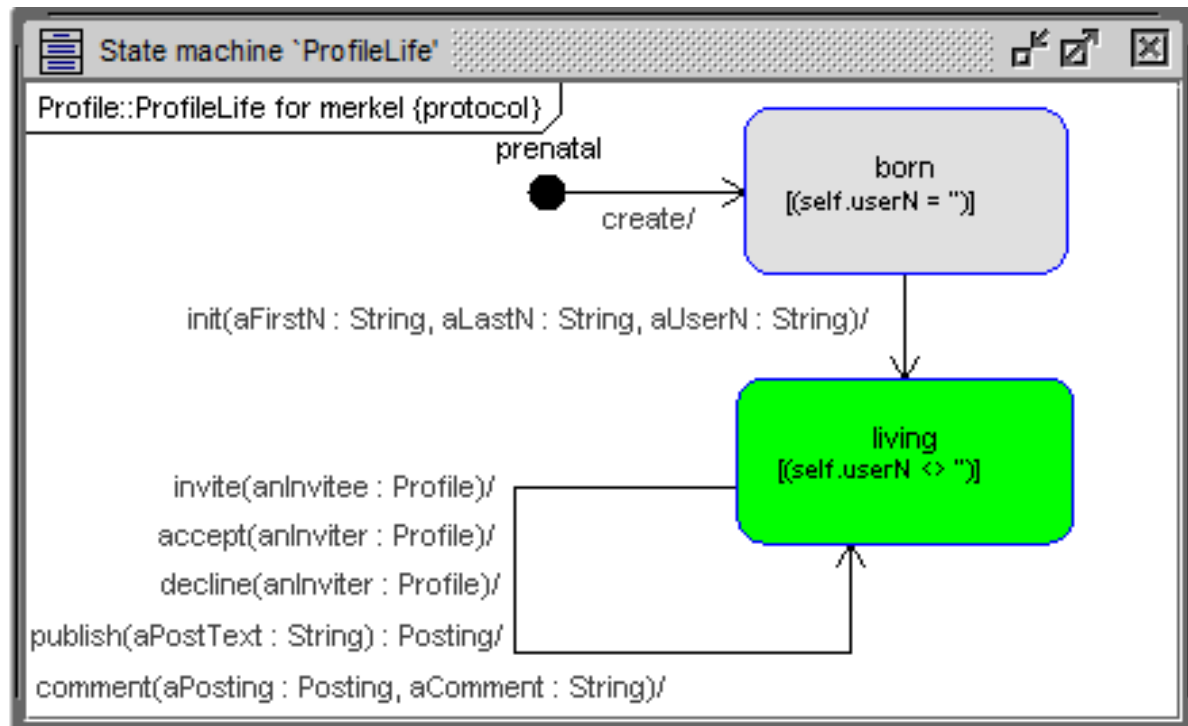 State machine `ProfileLife'
Profile::ProfileLife for merkel {protocol}
prenatal
create/
born
[(self.userN = '')]
init(aFirstN : String, aLastN : String, aUserN : String)/
living
[(self.userN <> '')]
invite(anInvitee : Profile)/
accept(anInviter : Profile)/
decline(anInviter : Profile)/
publish(aPostText : String) : Posting/
comment(aPosting : Posting, aComment : String)/